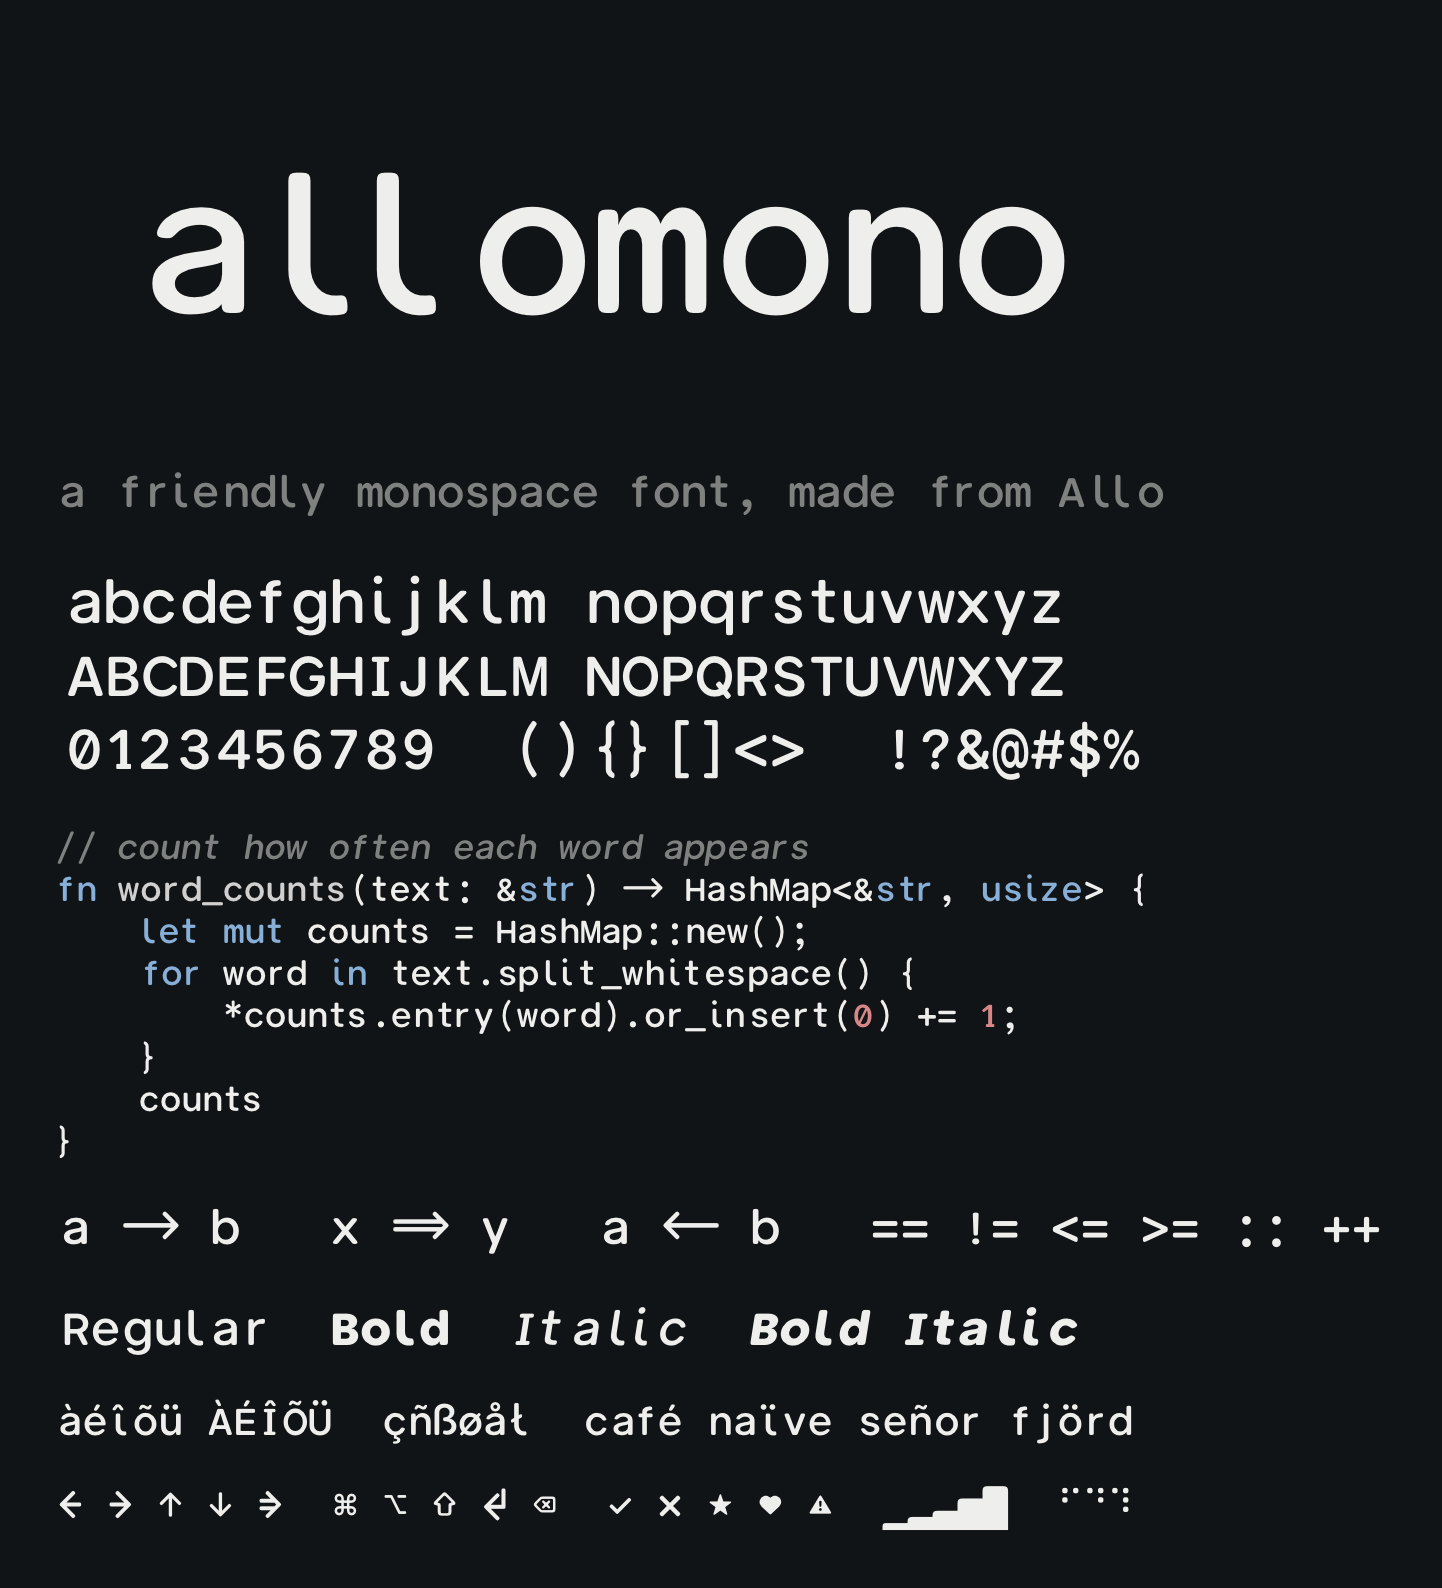 allomono
a friendly monospace font, made from Allo
abcdefghijklm nopqrstuvwxyz
ABCDEFGHIJKLM NOPQRSTUVWXYZ
0123456789  (){}[]<>  !?&@#$%
// count how often each word appears
fn word_counts(text: &str) -> HashMap<&str, usize> {
    let mut counts = HashMap::new();
    for word in text.split_whitespace() {
        *counts.entry(word).or_insert(0) += 1;
    }
    counts
}
a -> b  x => y  a <- b  == != <= >= :: ++
Regular  Bold  Italic  Bold Italic
àéîõü ÀÉÎÕÜ  çñßøåł  café naïve señor fjörd
← → ↑ ↓ ⇒  ⌘ ⌥ ⇧ ↲ ⌫  ✓ ✕ ★ ♥ ⚠  ▁▂▃▅▇